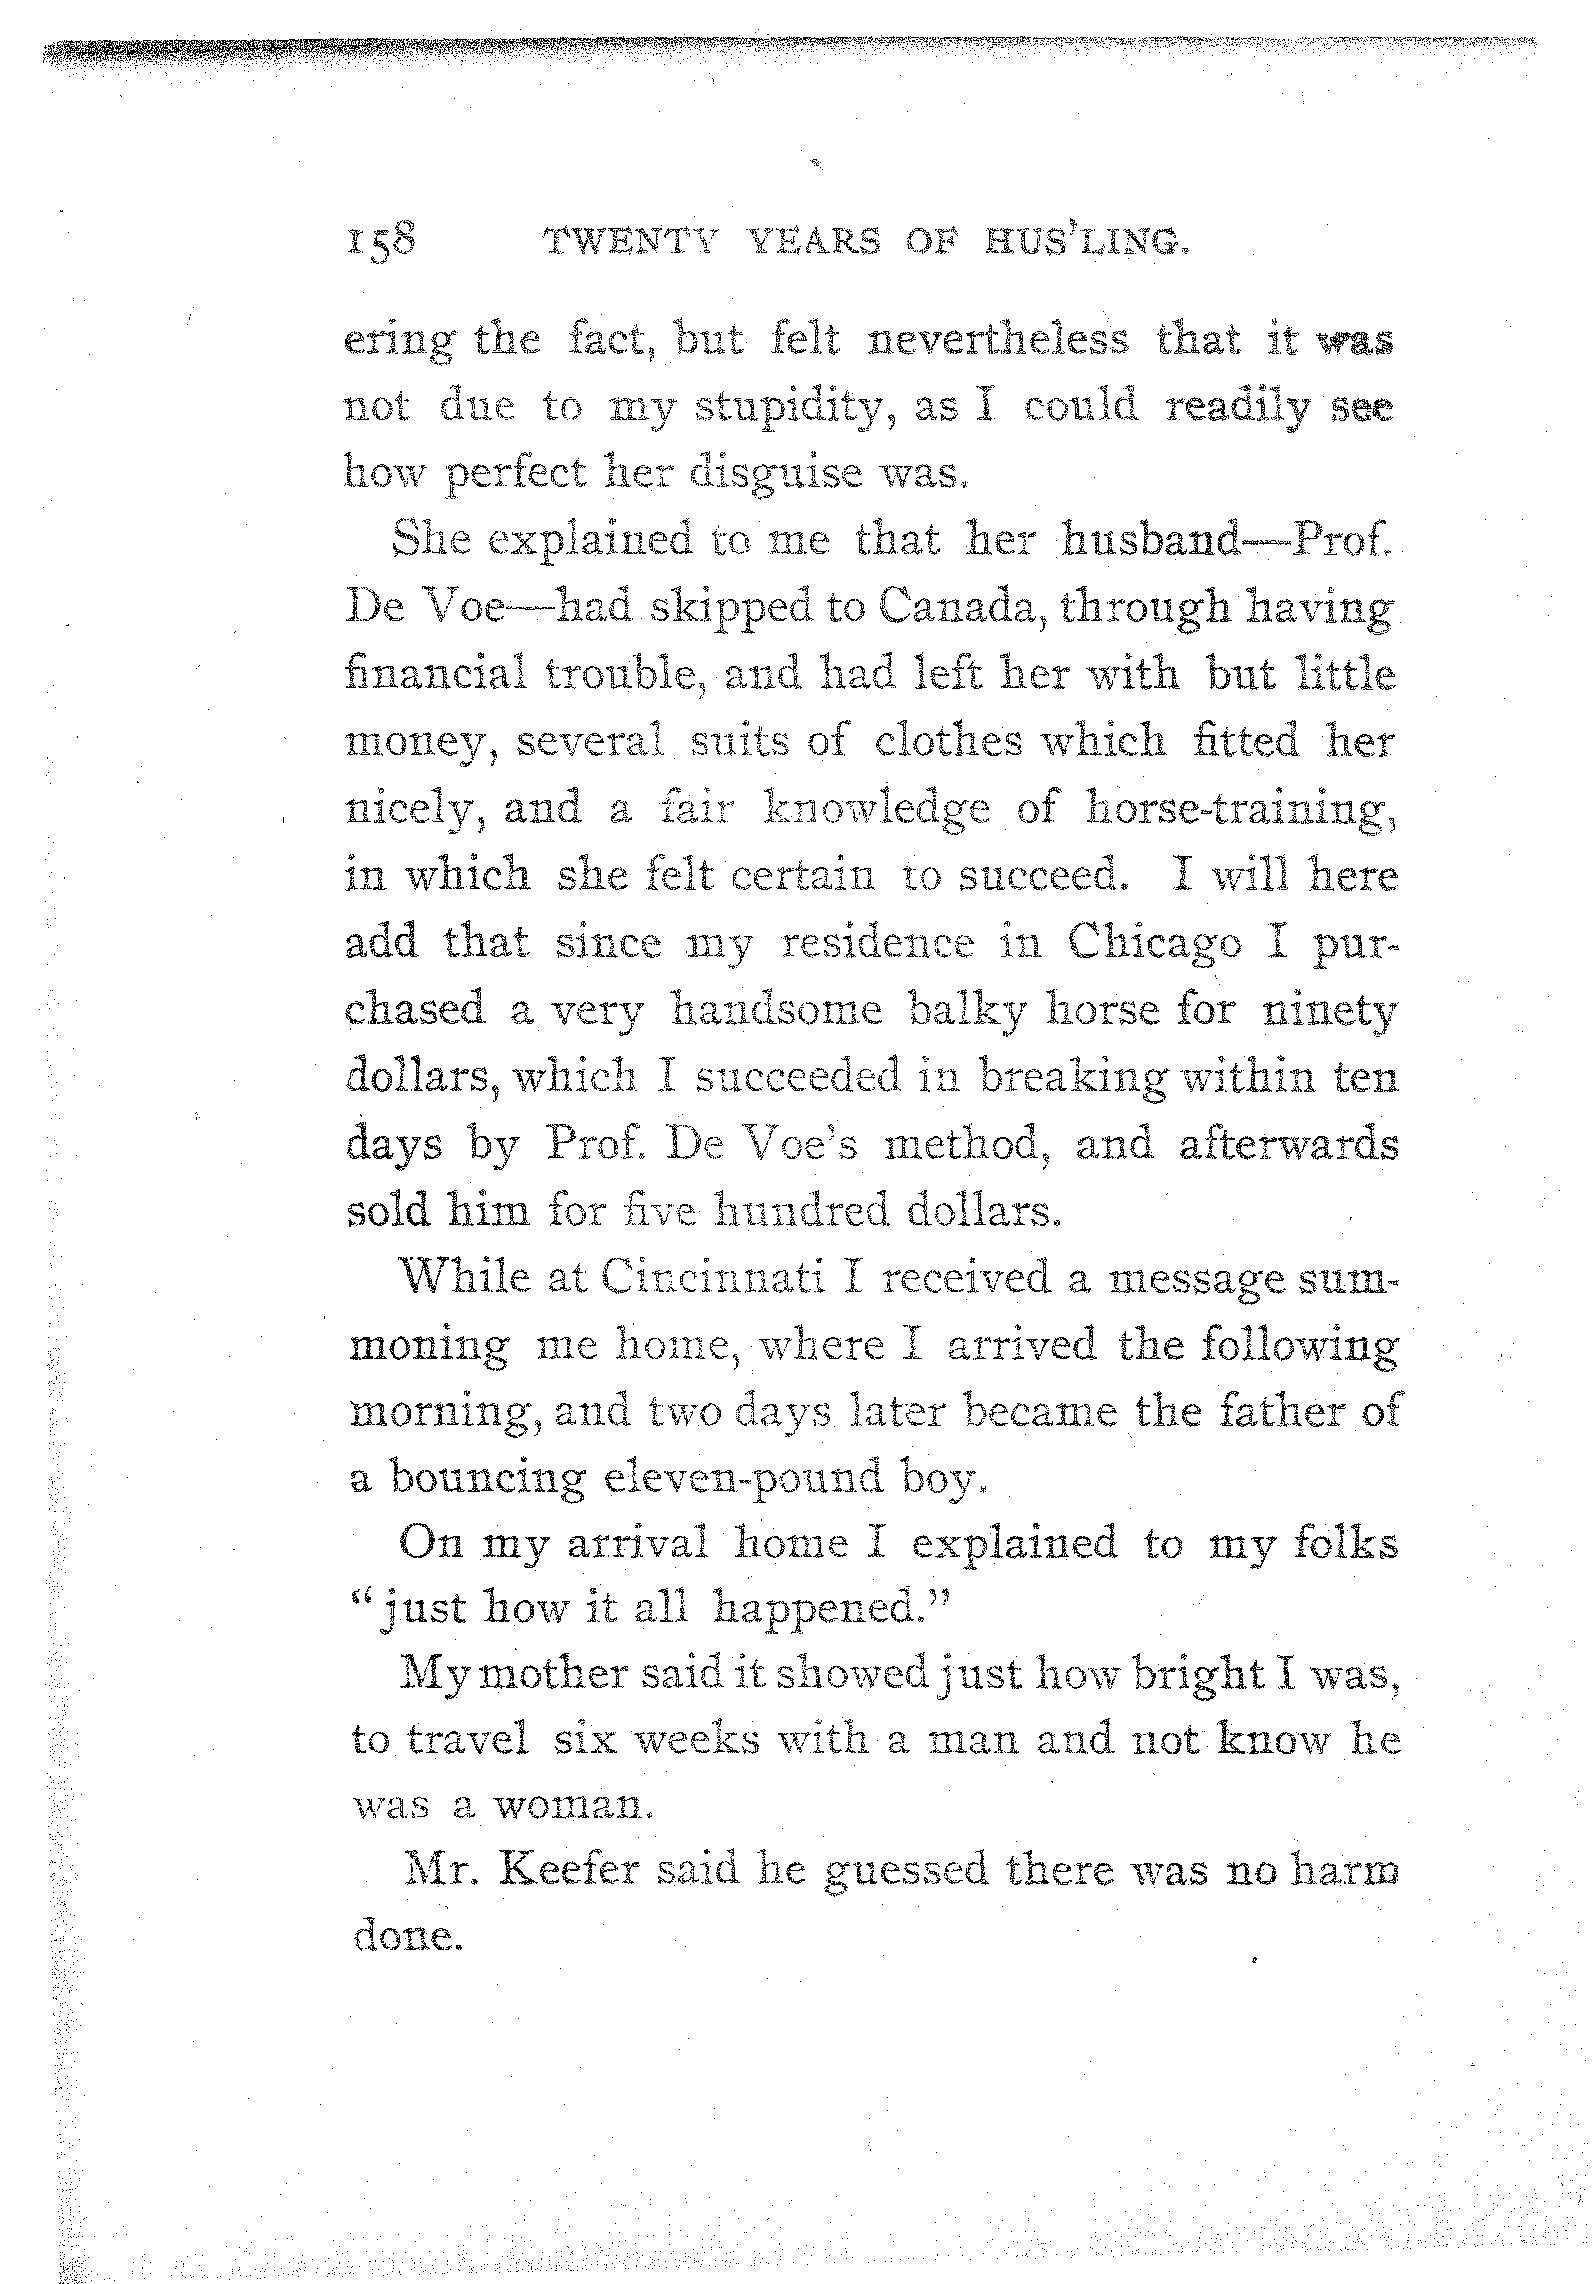 158 TWENTY YEARS OF HUS'LING.
ering the fact, but felt nevertheless that it was
not due to my stupidity, as I could readily see
how perfect her disguise was.
She explained to me that her husband—Prof.
De Voe—had skipped to Canada, through having
financial trouble, and had left her with but little
money, several suits of clothes which fitted her
nicely, and a fair knowledge of horse-training,
in which she felt certain to succeed. I will here
add that since my residence in Chicago I pur-
chased a very handsome balky horse for ninety
dollars, which I succeeded in breaking within ten
days by Prof. De Voe's method, and afterwards
sold him for five hundred dollars.
While at Cincinnati I received a message sum-
moning me home, where I arrived the following
morning, and two days later became the father of
a bouncing eleven-pound boy.
On my arrival home I explained to my folks
"just how it all happened."
My mother said it showed just how bright I was,
to travel six weeks with a man and not know he
was a woman.
Mr. Keefer said he guessed there was no harm
done.